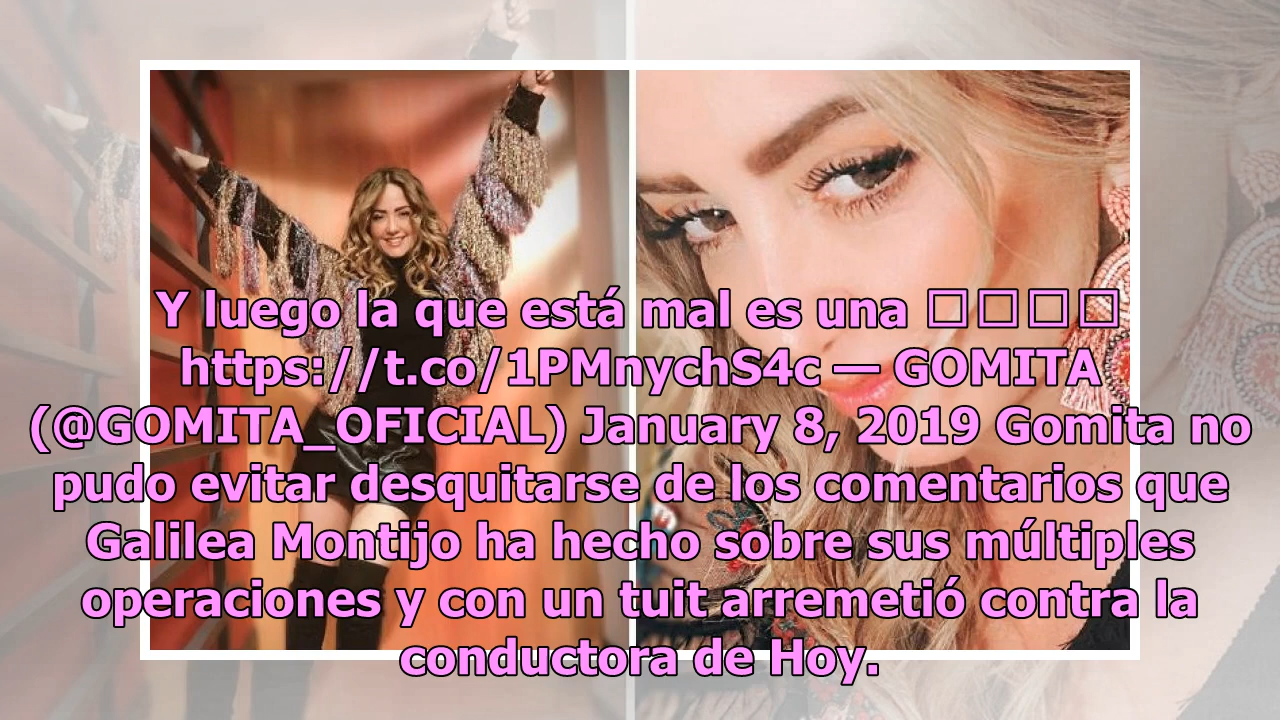 Y luego la que está mal es una □□□□
https://t.co/1PMnychS4c — GOMITA
(@GOMITA_OFICIAL) January 8, 2019 Gomita no
pudo evitar desquitarse de los comentarios que
Galilea Montijo ha hecho sobre sus múltiples
operaciones y con un tuit arremetió contra la
conductora de Hoy.